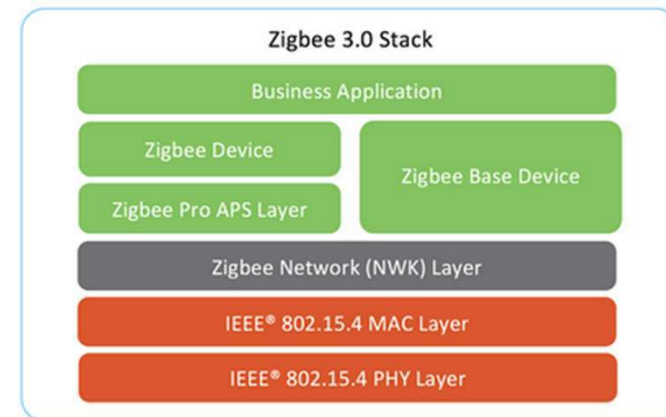 Zigbee 3.0 Stack
Business Application
Zigbee Device
Zigbee Base Device
Zigbee Pro APS Layer
Zigbee Network (NWK) Layer
IEEE® 802.15.4 MAC Layer
IEEE® 802.15.4 PHY Layer